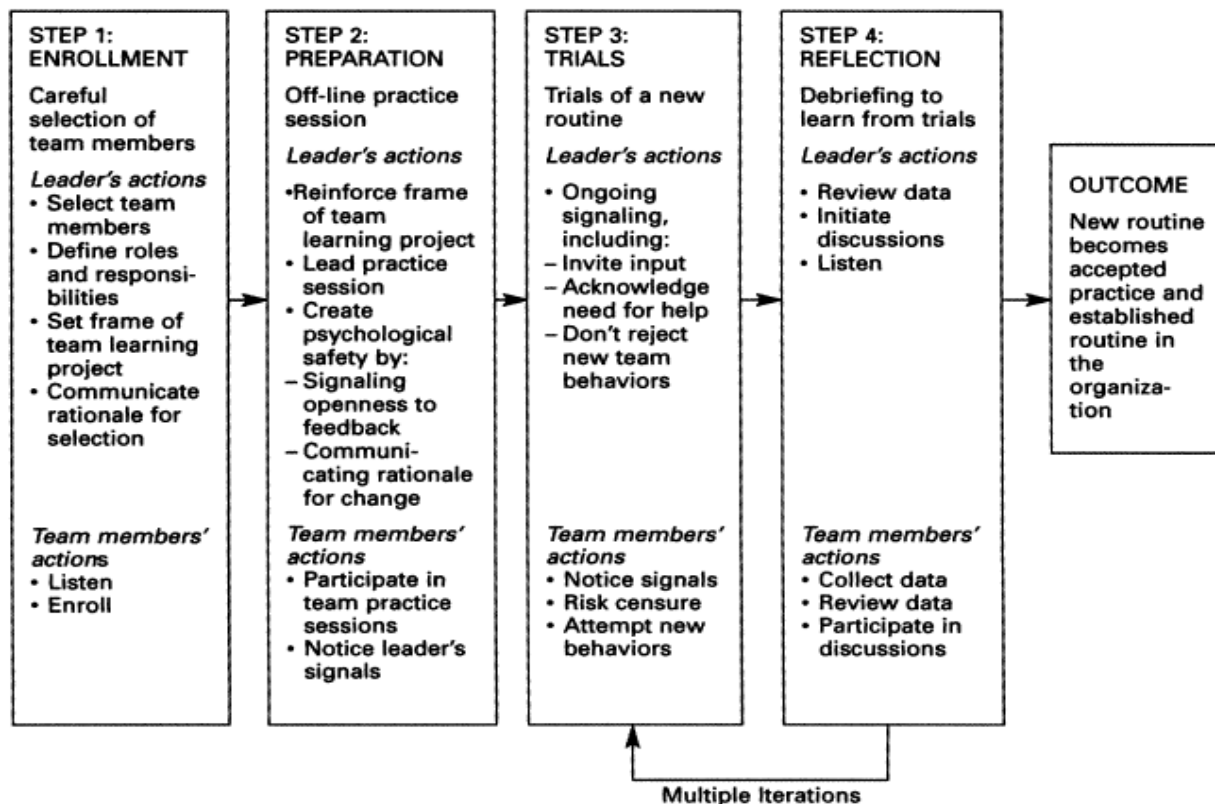 STEP 1:
ENROLLMENT
Careful
selection of
team members
Leader's actions
• Select team
members
• Define roles
and responsi-
bilities
• Set frame of
team learning
project
• Communicate
rationale for
selection
Team members'
actions
• Listen
• Enroll
STEP 2:
PREPARATION
Off-line practice
session
Leader's actions
•Reinforce frame
of team
learning project
• Lead practice
session
• Create
psychological
safety by:
– Signaling
openness to
feedback
– Communi-
cating rationale
for change
Team members'
actions
• Participate in
team practice
sessions
• Notice leader's
signals
STEP 3:
TRIALS
Trials of a new
routine
Leader's actions
• Ongoing
signaling,
including:
– Invite input
– Acknowledge
need for help
– Don't reject
new team
behaviors
Team members'
actions
• Notice signals
• Risk censure
• Attempt new
behaviors
STEP 4:
REFLECTION
Debriefing to
learn from trials
Leader's actions
• Review data
• Initiate
discussions
• Listen
Team members'
actions
• Collect data
• Review data
• Participate in
discussions
OUTCOME
New routine
becomes
accepted
practice and
established
routine in
the
organiza-
tion
Multiple Iterations